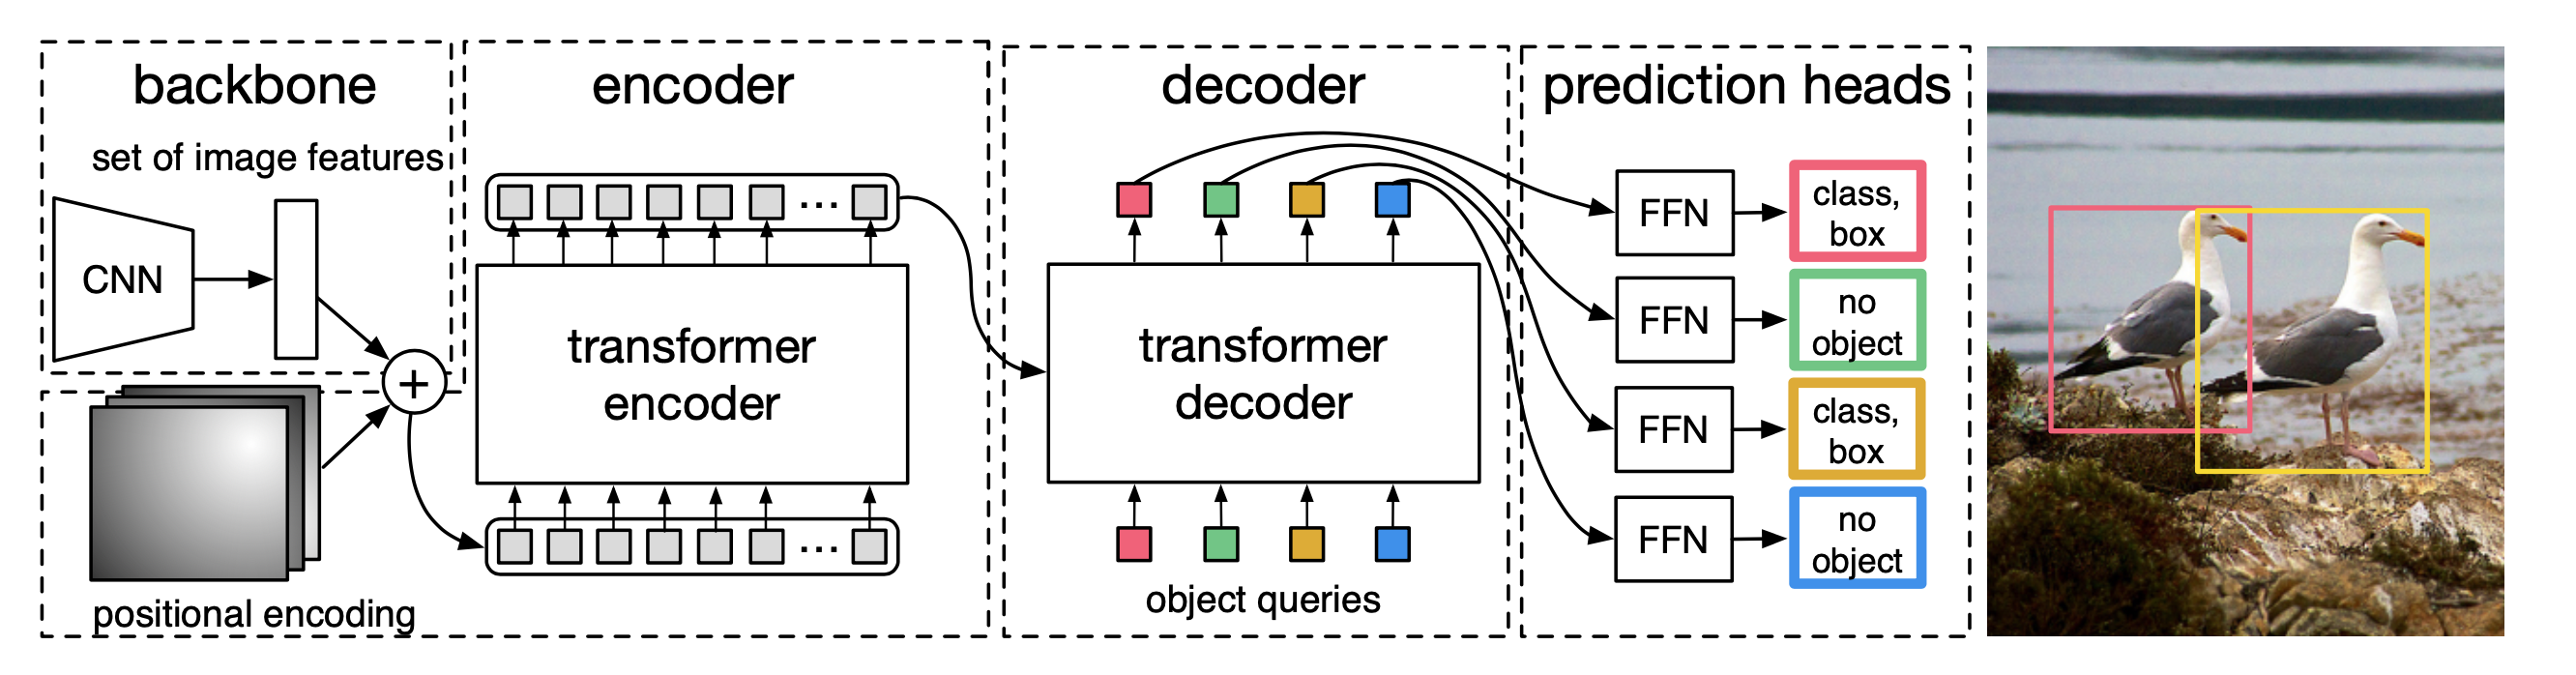 backbone
set of image features
CNN
+
positional encoding
encoder
...
transformer
encoder
...
decoder
transformer
decoder
object queries
prediction heads
FFN
class,
box
FFN
no
object
FFN
class,
box
FFN
no
object